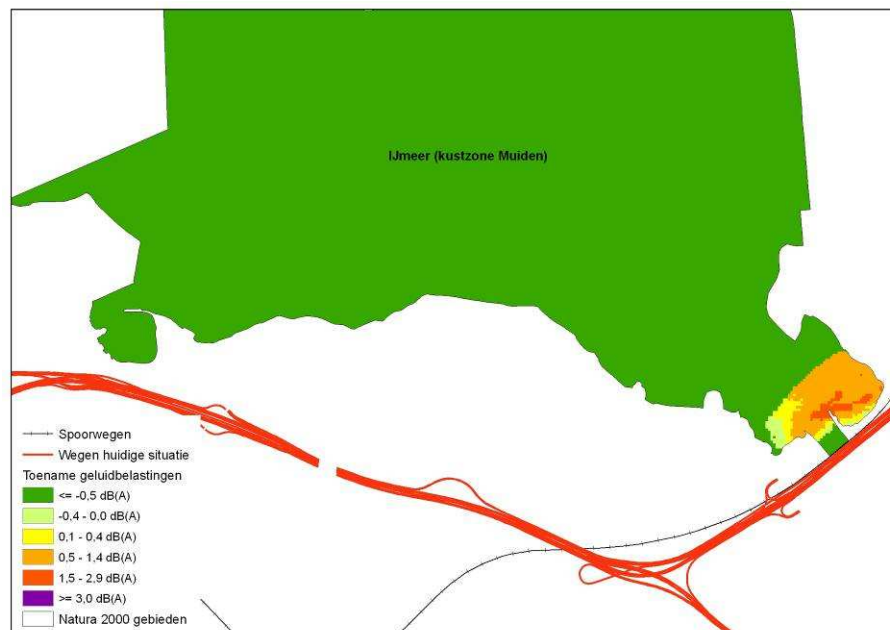 IJmeer (kustzone Muiden)
Spoorwegen
Wegen huidige situatie
Toename geluidbelastingen
<= -0,5 dB(A)
-0,4 - 0,0 dB(A)
0,1 - 0,4 dB(A)
0,5 - 1,4 dB(A)
1,5 - 2,9 dB(A)
>= 3,0 dB(A)
Natura 2000 gebieden